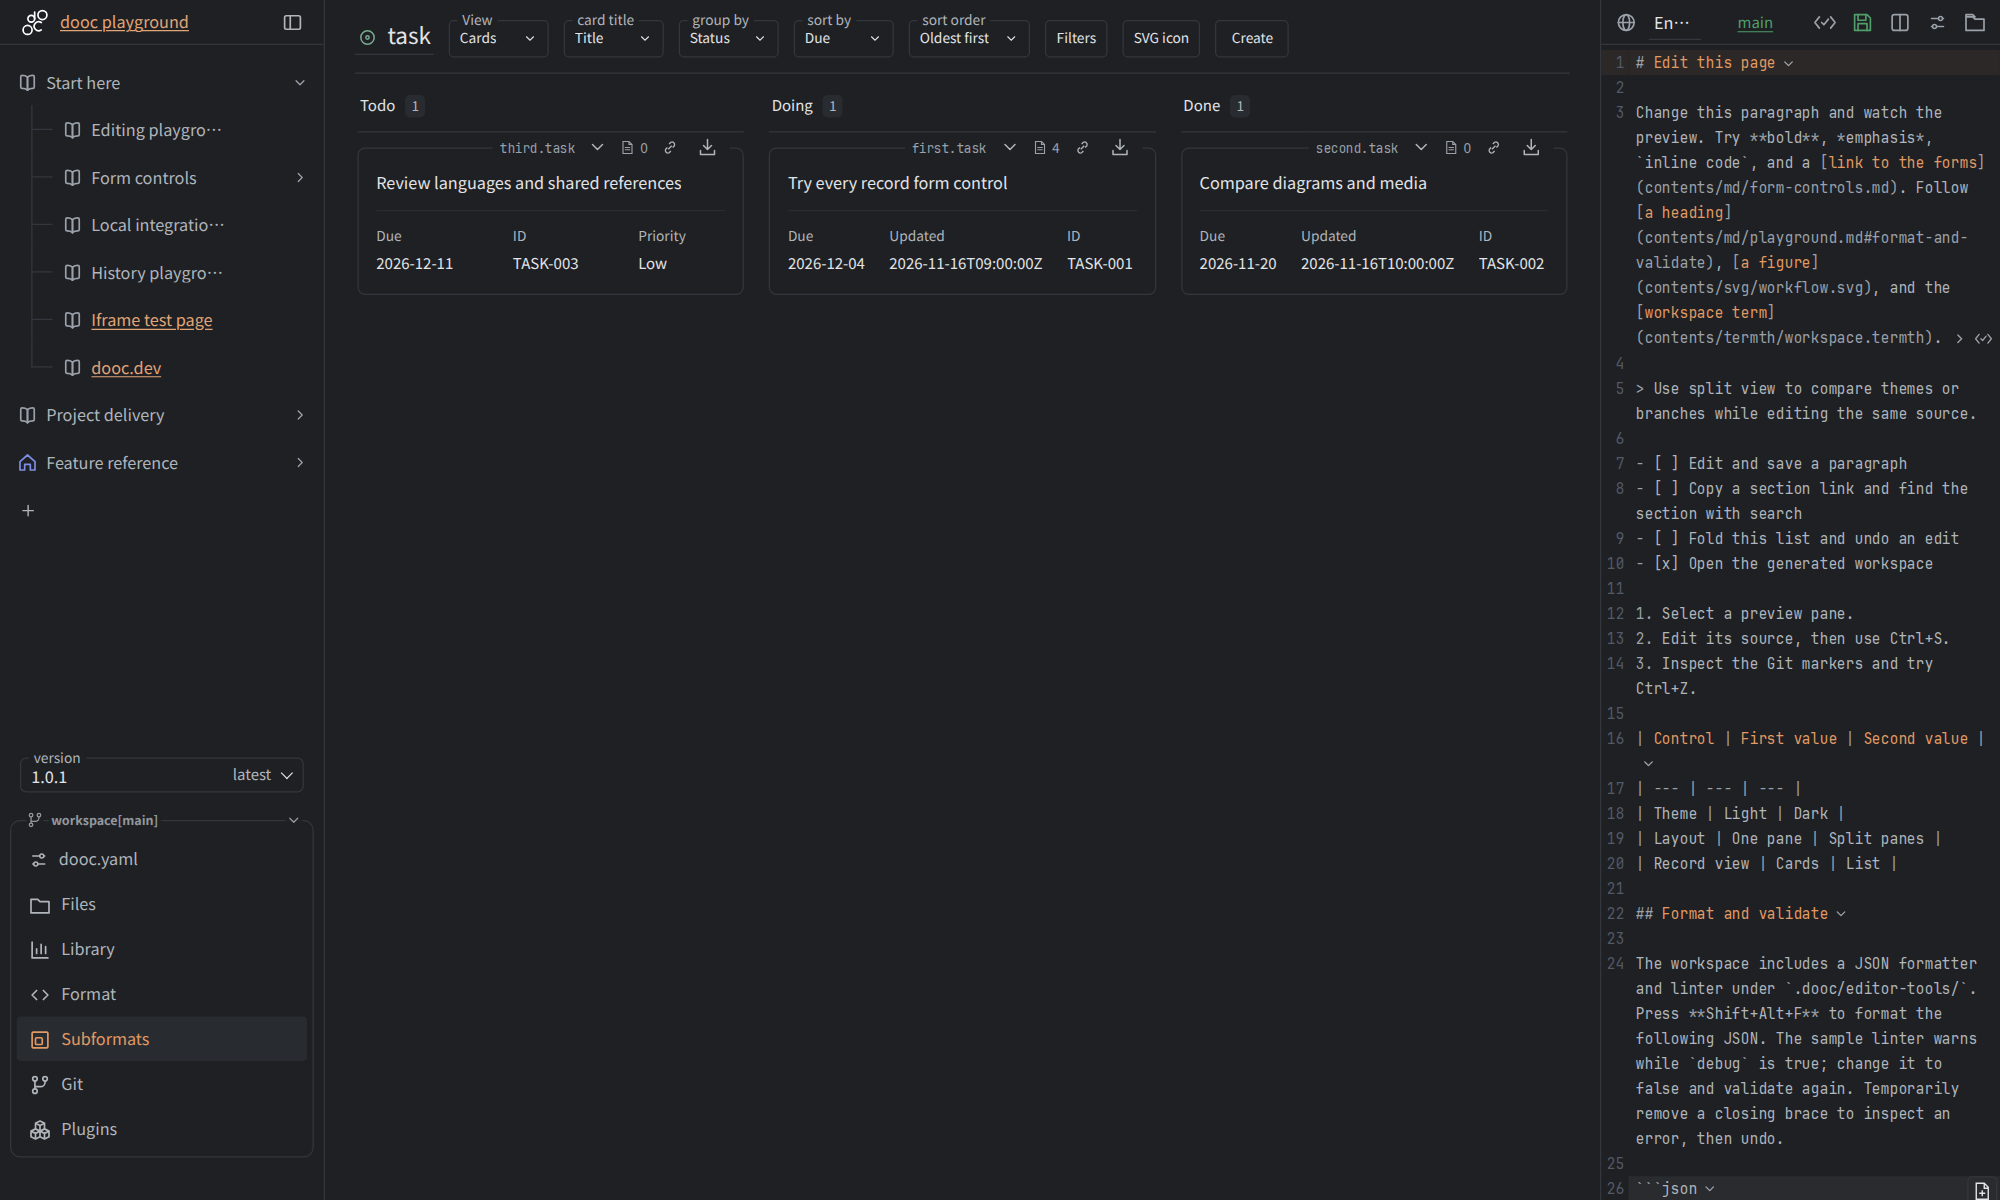 dooc playground
Start here
Editing playgro···
Form controls
Local integratio···
History playgro···
Iframe test page
dooc.dev
Project delivery
Feature reference
+
version
1.0.1
latest
workspace[main]
dooc.yaml
Files
Library
Format
Subformats
Git
Plugins
task
View
Cards
card title
Title
group by
Status
sort by
Due
sort order
Oldest first
Filters
SVG icon
Create
Todo 1
third.task 0
Review languages and shared references
Due ID Priority
2026-12-11 TASK-003 Low
Doing 1
first.task 4
Try every record form control
Due Updated ID
2026-12-04 2026-11-16T09:00:00Z TASK-001
Done 1
second.task 0
Compare diagrams and media
Due Updated ID
2026-11-20 2026-11-16T10:00:00Z TASK-002
En···
main
1 # Edit this page
2
3 Change this paragraph and watch the
preview. Try **bold**, *emphasis*,
`inline code`, and a [link to the forms]
(contents/md/form-controls.md). Follow
[a heading]
(contents/md/playground.md#format-and-
validate), [a figure]
(contents/svg/workflow.svg), and the
[workspace term]
(contents/termth/workspace.termth).
4
5 > Use split view to compare themes or
branches while editing the same source.
6
7 - [ ] Edit and save a paragraph
8 - [ ] Copy a section link and find the
section with search
9 - [ ] Fold this list and undo an edit
10 - [x] Open the generated workspace
11
12 1. Select a preview pane.
13 2. Edit its source, then use Ctrl+S.
14 3. Inspect the Git markers and try
Ctrl+Z.
15
16 | Control | First value | Second value |
17 | --- | --- | --- |
18 | Theme | Light | Dark |
19 | Layout | One pane | Split panes |
20 | Record view | Cards | List |
21
22 ## Format and validate
23
24 The workspace includes a JSON formatter
and linter under `.dooc/editor-tools/`.
Press **Shift+Alt+F** to format the
following JSON. The sample linter warns
while `debug` is true; change it to
false and validate again. Temporarily
remove a closing brace to inspect an
error, then undo.
25
26 ```json